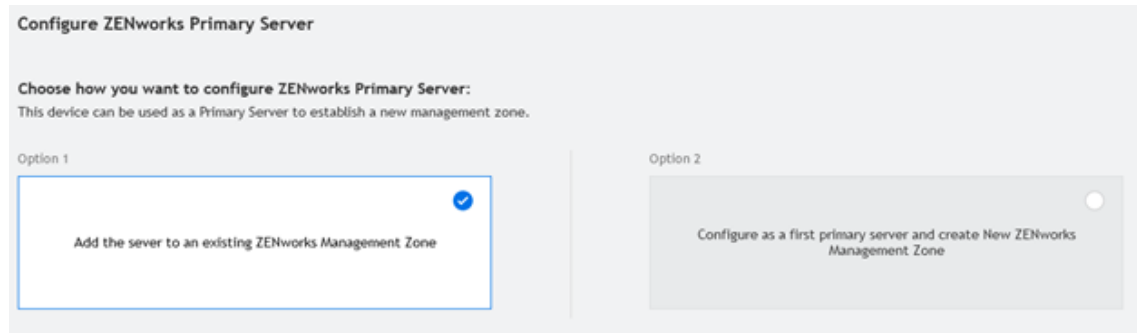 Configure ZENworks Primary Server
Choose how you want to configure ZENworks Primary Server:
This device can be used as a Primary Server to establish a new management zone.
Option 1
Add the sever to an existing ZENworks Management Zone
Option 2
Configure as a first primary server and create New ZENworks
Management Zone